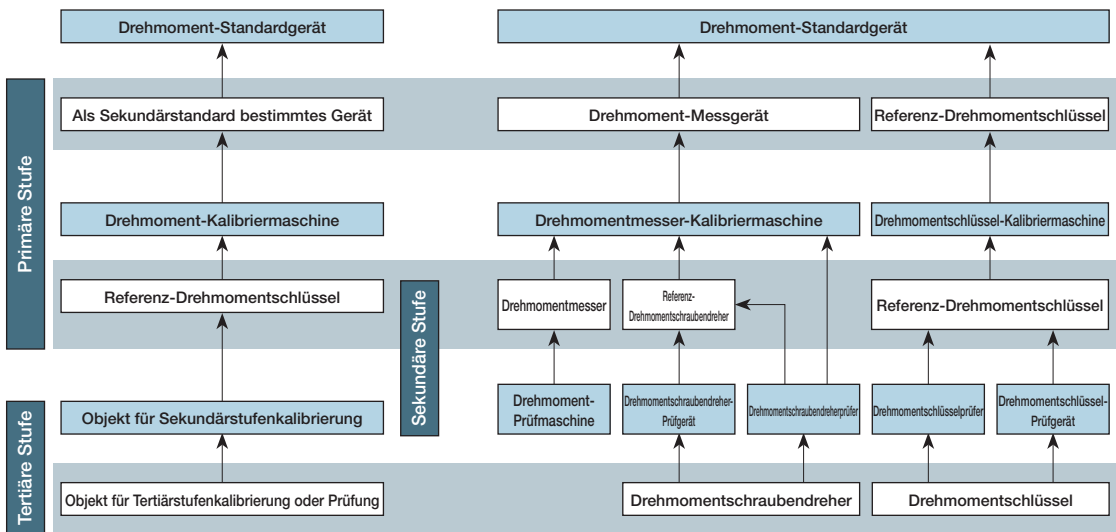 Drehmoment-Standardgerät
Drehmoment-Standardgerät
Primäre Stufe
Als Sekundärstandard bestimmtes Gerät
Drehmoment-Messgerät
Referenz-Drehmomentschlüssel
Drehmoment-Kalibriermaschine
Drehmomentmesser-Kalibriermaschine
Drehmomentschlüssel-Kalibriermaschine
Referenz-Drehmomentschlüssel
Sekundäre Stufe
Drehmomentmesser
Referenz-
Drehmomentschraubendreher
Referenz-Drehmomentschlüssel
Tertiäre Stufe
Objekt für Sekundärstufenkalibrierung
Drehmoment-
Prüfmaschine
Drehmomentschraubendreher-
Prüfgerät
Drehmomentschraubendreherprüfer
Drehmomentschlüsselprüfer
Drehmomentschlüssel-
Prüfgerät
Objekt für Tertiärstufenkalibrierung oder Prüfung
Drehmomentschraubendreher
Drehmomentschlüssel